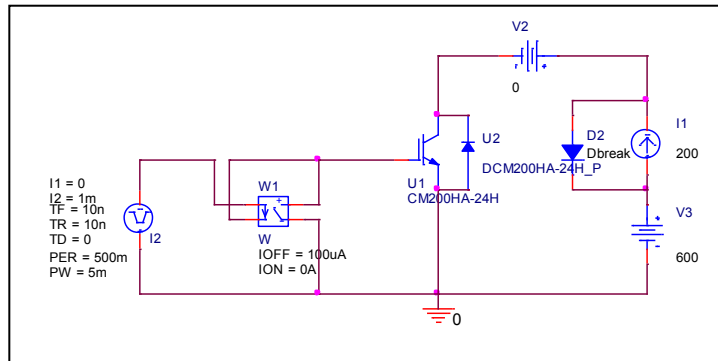 V2
0
I1 = 0
I2 = 1m
TF = 10n
TR = 10n
TD = 0
PER = 500m
PW = 5m
I2
W1
+
-
W
IOFF = 100uA
ION = 0A
U1
CM200HA-24H
U2
DCM200HA-24H_P
D2
Dbreak
I1
200
V3
600
0